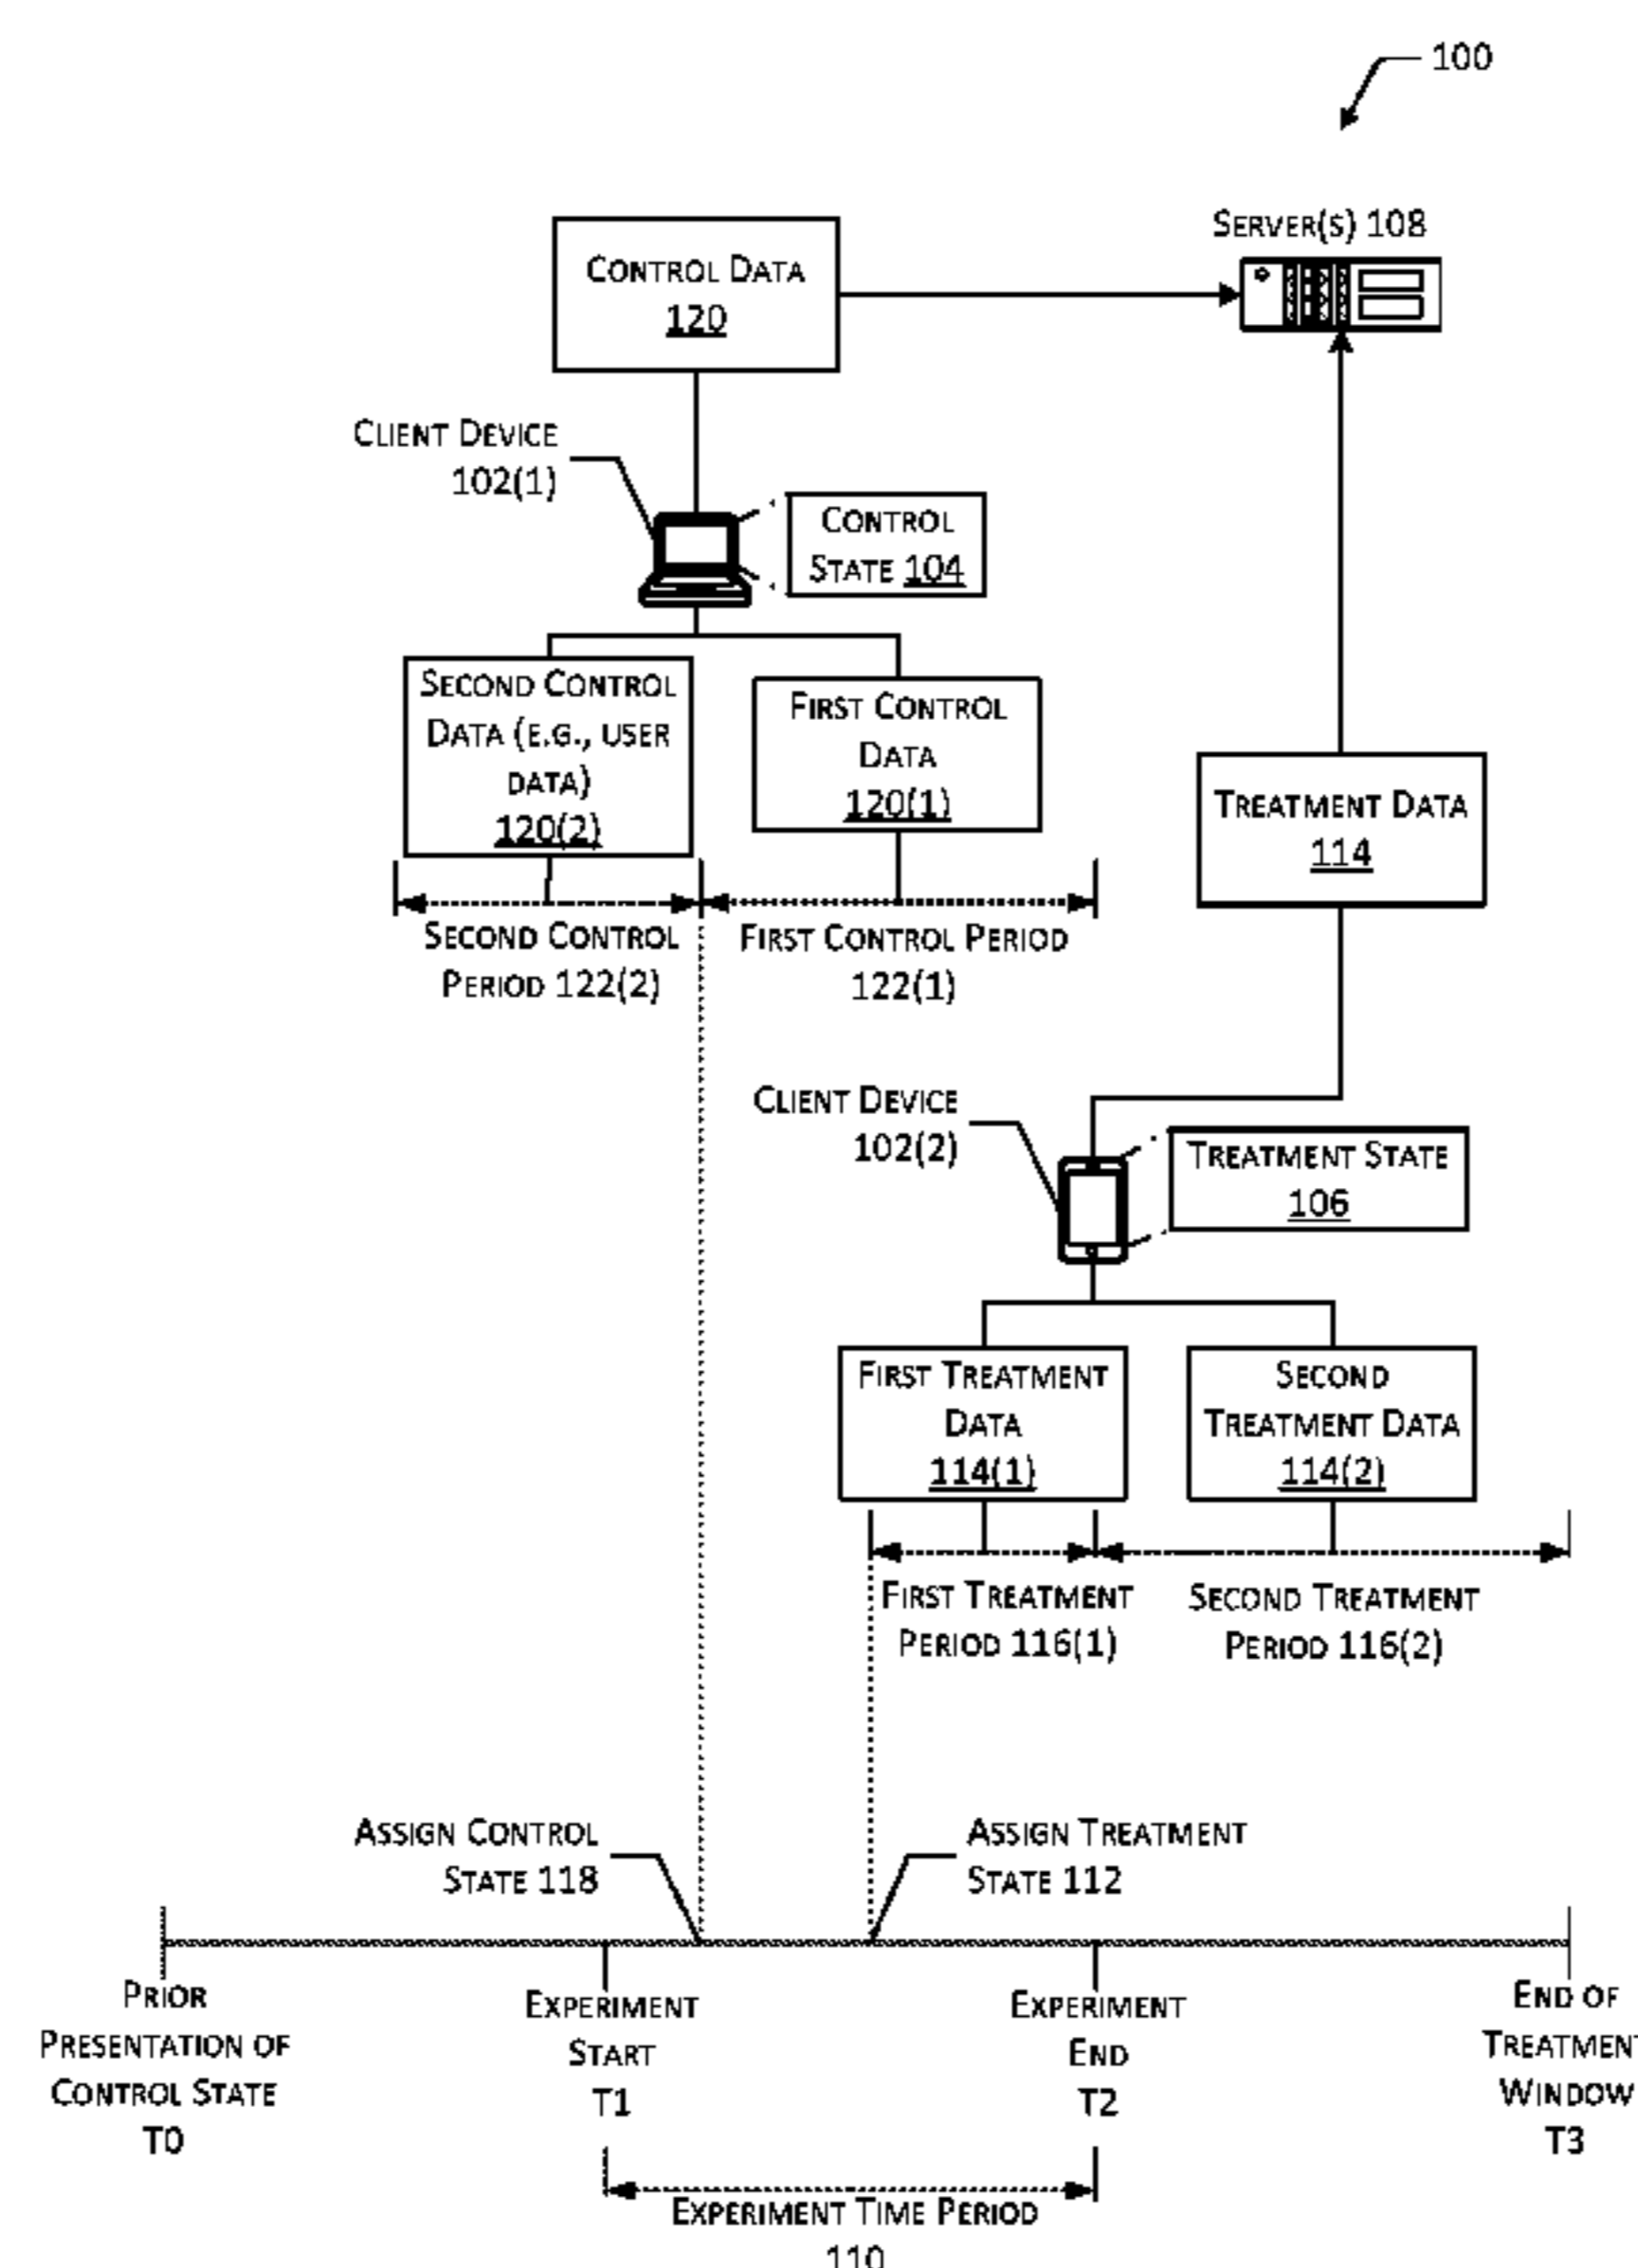 100
SERVER(S) 108
CONTROL DATA
120
CLIENT DEVICE
102(1)
CONTROL
STATE 104
SECOND CONTROL
DATA (E.G., USER
DATA)
120(2)
FIRST CONTROL
DATA
120(1)
TREATMENT DATA
114
SECOND CONTROL
PERIOD 122(2)
FIRST CONTROL PERIOD
122(1)
CLIENT DEVICE
102(2)
TREATMENT STATE
106
FIRST TREATMENT
DATA
114(1)
SECOND
TREATMENT DATA
114(2)
FIRST TREATMENT
PERIOD 116(1)
SECOND TREATMENT
PERIOD 116(2)
ASSIGN CONTROL
STATE 118
ASSIGN TREATMENT
STATE 112
PRIOR
PRESENTATION OF
CONTROL STATE
T0
EXPERIMENT
START
T1
EXPERIMENT
END
T2
END OF
TREATMENT
WINDOW
T3
EXPERIMENT TIME PERIOD
110